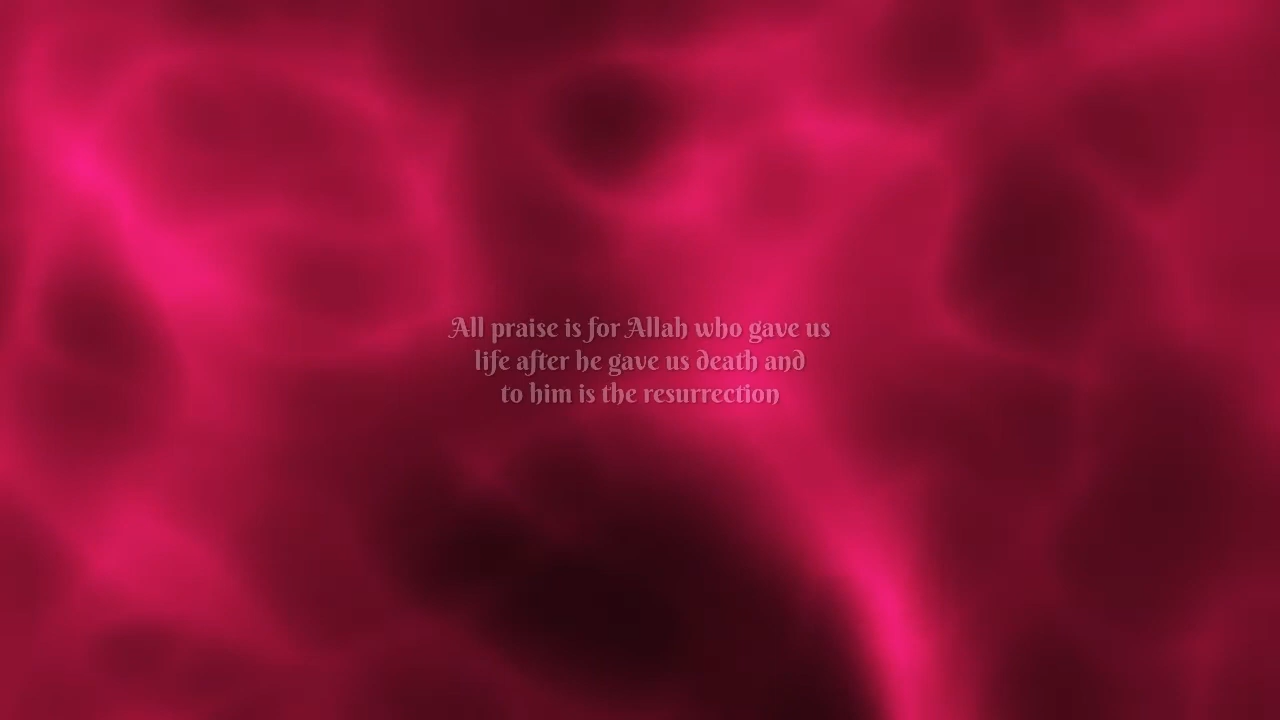 All praise is for Allah who gave us
life after he gave us death and
to him is the resurrection